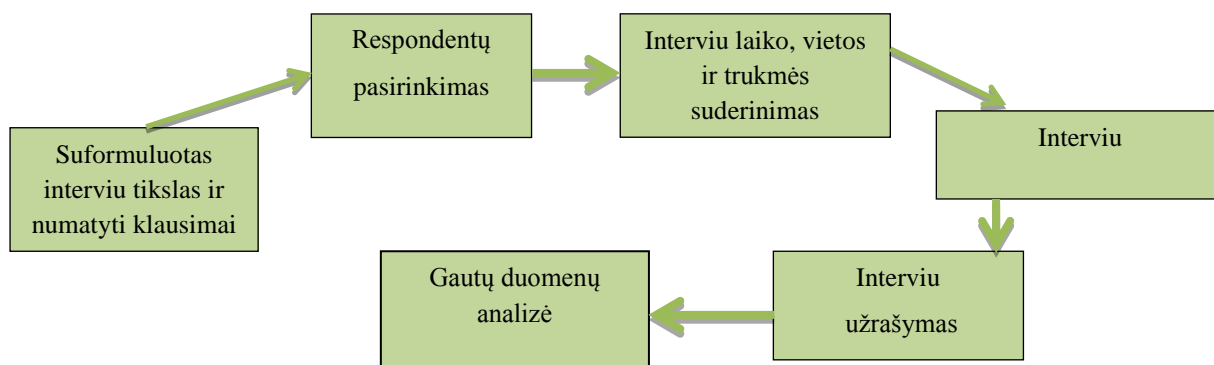 Suformuluotas
interviu tikslas ir
numatyti klausimai
Respondentų
pasirinkimas
Interviu laiko, vietos
ir trukmės
suderinimas
Interviu
Interviu
užrašymas
Gautų duomenų
analizė